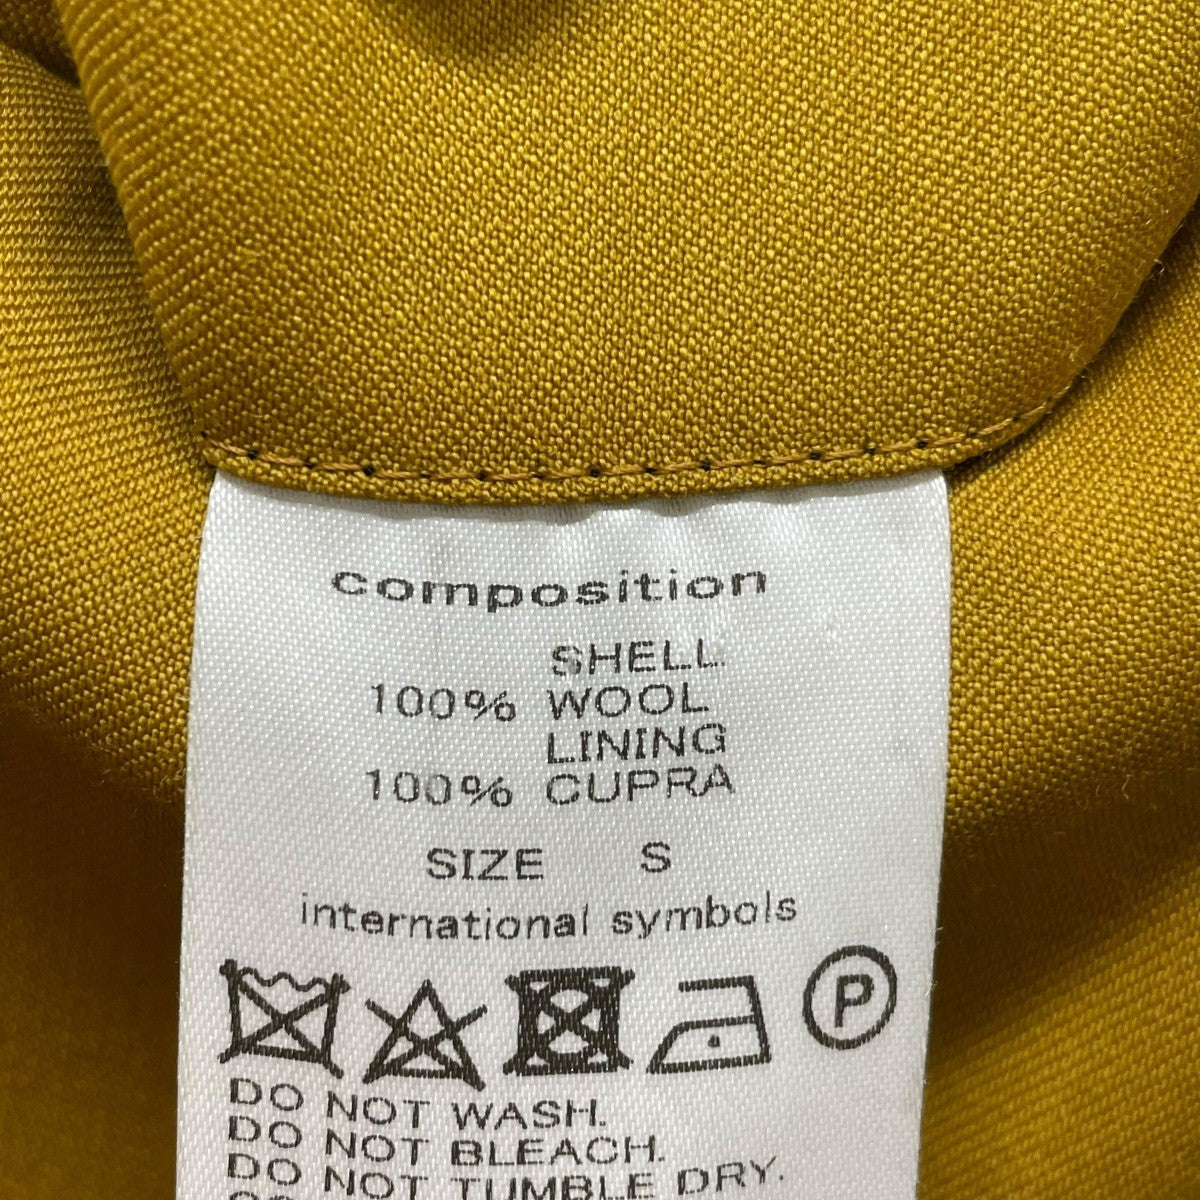 composition
SHELL
100% WOOL
LINING
100% CUPRA
SIZE S
international symbols
P
DO NOT WASH.
DO NOT BLEACH.
DO NOT TUMBLE DRY.